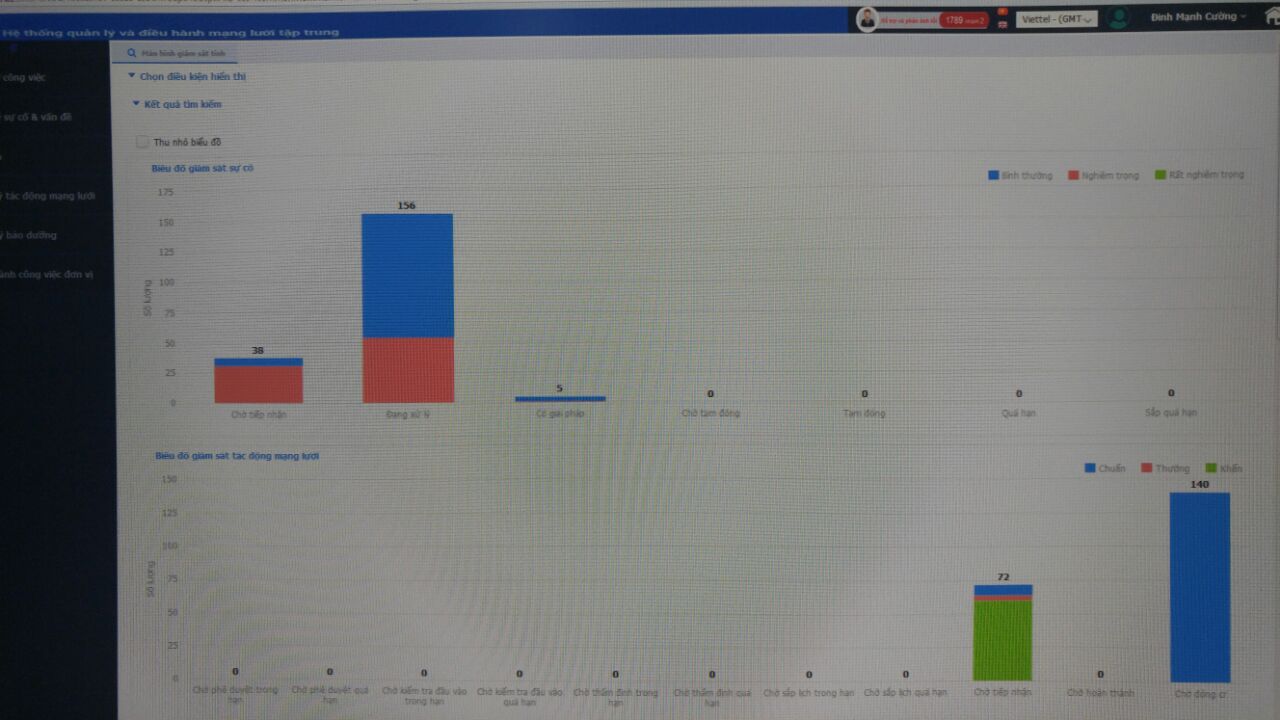 Hệ thống quản lý và điều hành mạng lưới tập trung
Hỗ trợ và phản ánh lỗi 1789 nhánh 2
Viettel - (GMT
Đinh Mạnh Cường
Màn hình giám sát tỉnh
công việc
Chọn điều kiện hiển thị
Kết quả tìm kiếm
sự cố & vấn đề
Thu nhỏ biểu đồ
Biểu đồ giám sát sự cố
Bình thường Nghiêm trọng Rất nghiêm trọng
tác động mạng lưới
bảo dưỡng
ành công việc đơn vị
Số lượng
175
150
125
100
75
50
25
0
38 156 5 0 0 0 0
Chờ tiếp nhận Đang xử lý Có giải pháp Chờ tạm đóng Tạm đóng Quá hạn Sắp quá hạn
Biểu đồ giám sát tác động mạng lưới
Chuẩn Thường Khẩn
Số lượng
150
125
100
75
50
25
0
0 0 0 0 0 0 0 0 72 0 140
Chờ phê duyệt trong hạn
Chờ phê duyệt quá hạn
Chờ kiểm tra đầu vào trong hạn
Chờ kiểm tra đầu vào quá hạn
Chờ thẩm định trong hạn
Chờ thẩm định quá hạn
Chờ sắp lịch trong hạn
Chờ sắp lịch quá hạn
Chờ tiếp nhận
Chờ hoàn thành
Chờ đóng cr